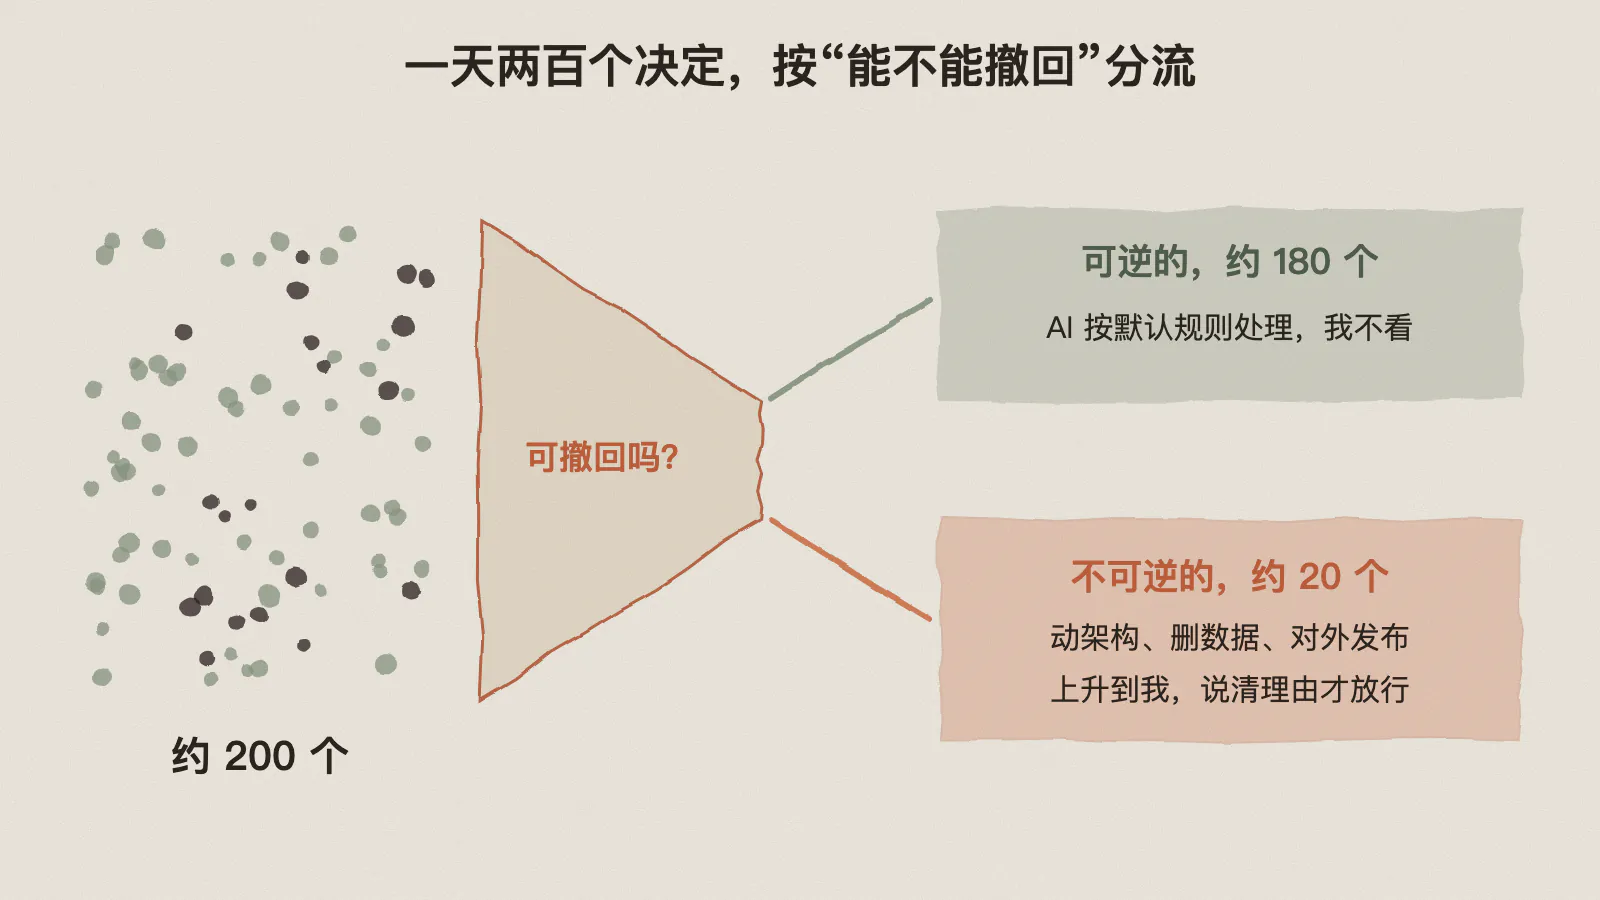 一天两百个决定，按“能不能撤回”分流
可逆的，约 180 个
AI 按默认规则处理，我不看
可撤回吗？
不可逆的，约 20 个
动架构、删数据、对外发布
上升到我，说清理由才放行
约 200 个